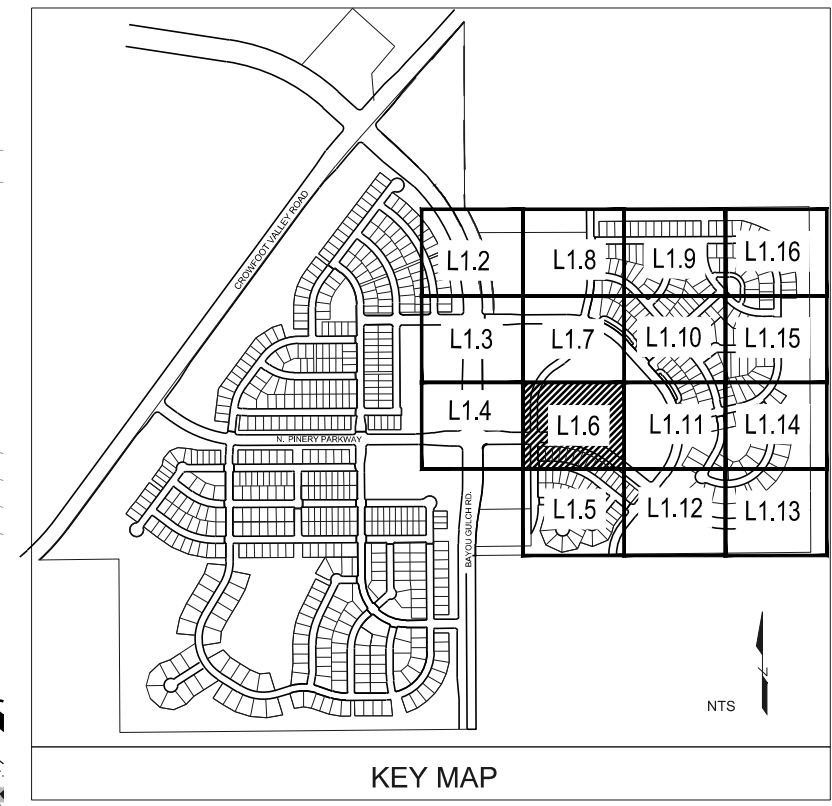 CROWFOOT VALLEY ROAD
L1.2
L1.8
L1.9
L1.16
L1.3
L1.7
L1.10
L1.15
L1.4
L1.6
L1.11
L1.14
N. PINERY PARKWAY
BAYOU GULCH RD.
L1.5
L1.12
L1.13
NTS
N
KEY MAP